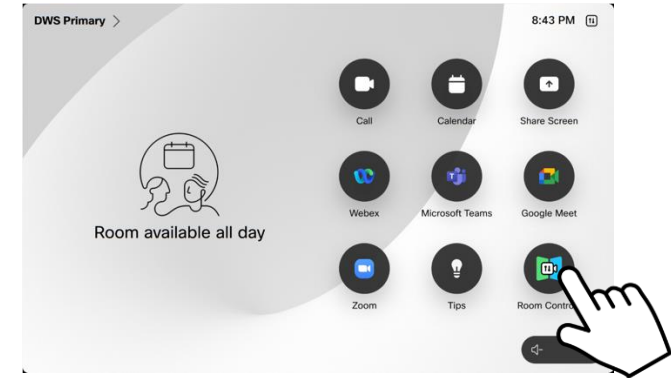 DWS Primary >
8:43 PM
Call
Calendar
Share Screen
Room available all day
Webex
Microsoft Teams
Google Meet
Zoom
Tips
Room